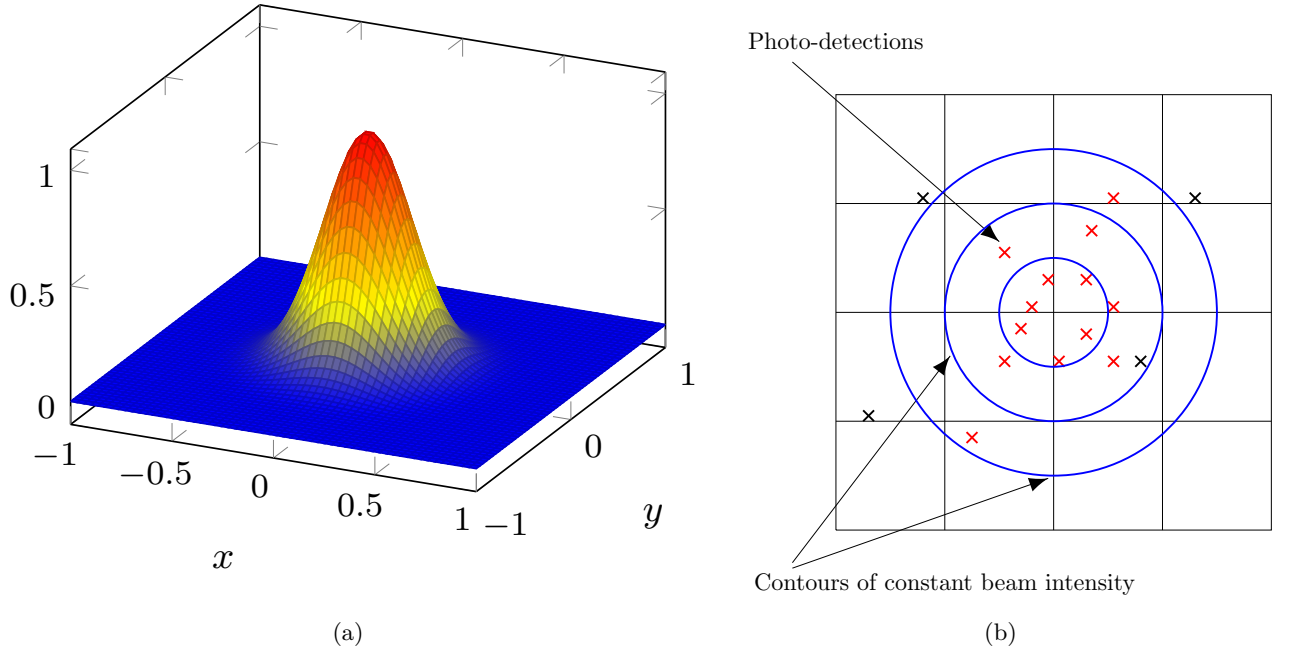 Photo-detections
1
0.5
0
−1
−0.5
0
0.5
1
−1
0
1
x
y
Contours of constant beam intensity
(a)
(b)